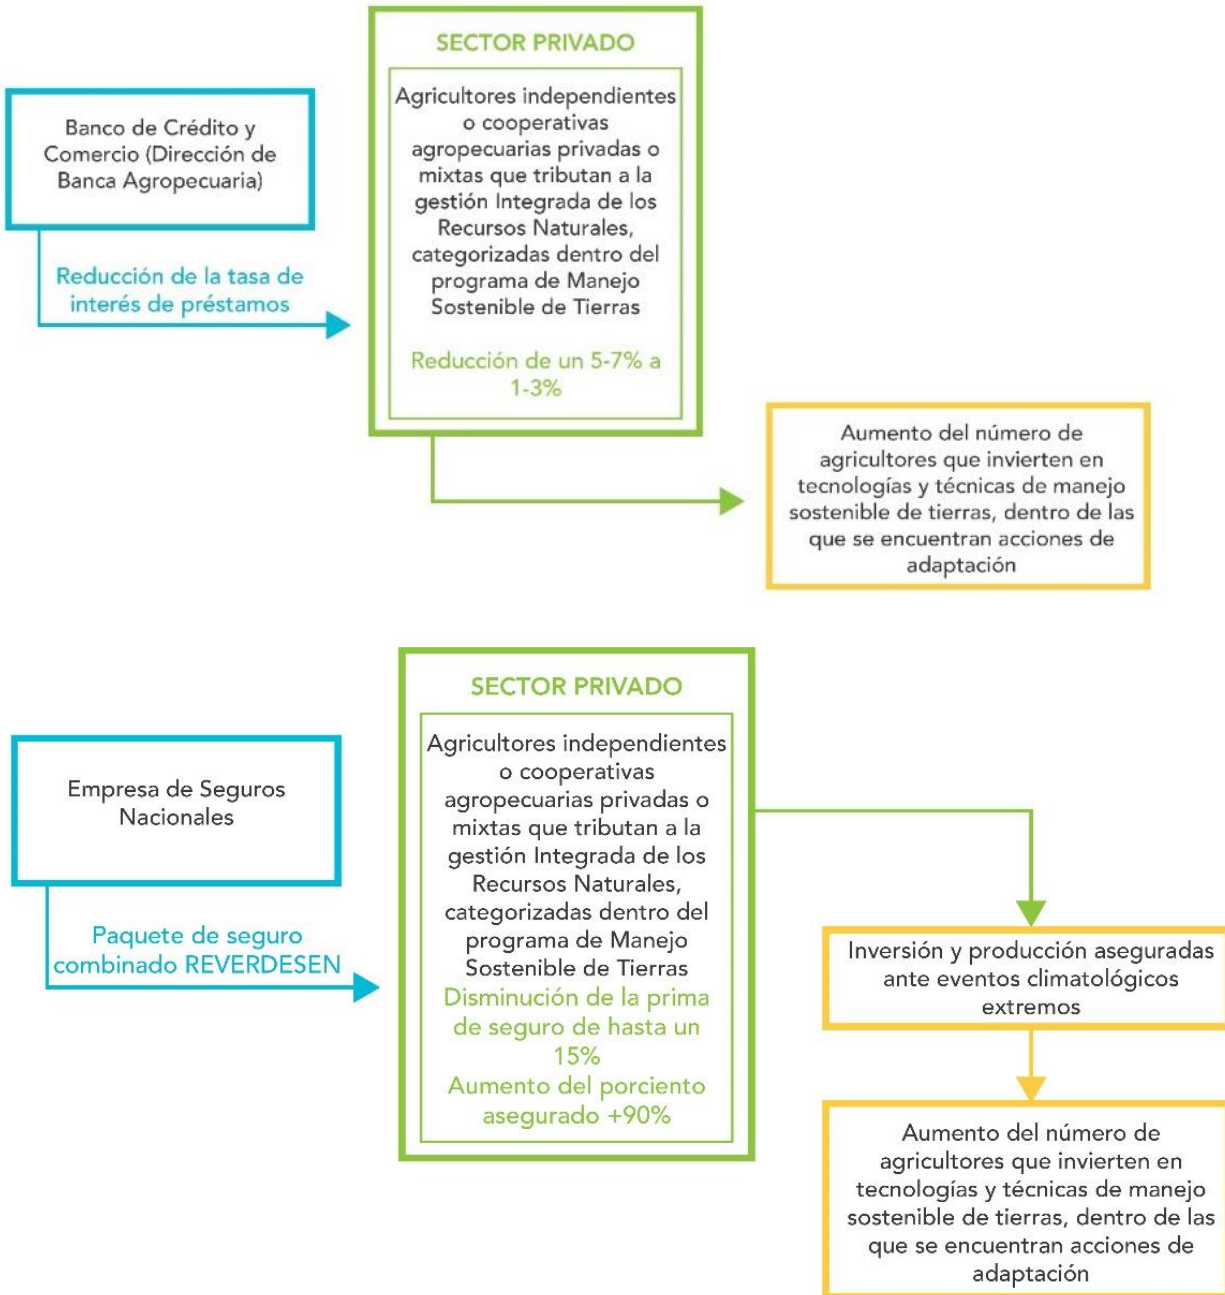 SECTOR PRIVADO
Banco de Crédito y
Comercio (Dirección de
Banca Agropecuaria)
Reducción de la tasa de
interés de préstamos
Agricultores independientes
o cooperativas
agropecuarias privadas o
mixtas que tributan a la
gestión Integrada de los
Recursos Naturales,
categorizadas dentro del
programa de Manejo
Sostenible de Tierras
Reducción de un 5-7% a
1-3%
Aumento del número de
agricultores que invierten en
tecnologías y técnicas de manejo
sostenible de tierras, dentro de las
que se encuentran acciones de
adaptación
SECTOR PRIVADO
Empresa de Seguros
Nacionales
Paquete de seguro
combinado REVERDESEN
Agricultores independientes
o cooperativas
agropecuarias privadas o
mixtas que tributan a la
gestión Integrada de los
Recursos Naturales,
categorizadas dentro del
programa de Manejo
Sostenible de Tierras
Disminución de la prima
de seguro de hasta un
15%
Aumento del porciento
asegurado +90%
Inversión y producción aseguradas
ante eventos climatológicos
extremos
Aumento del número de
agricultores que invierten en
tecnologías y técnicas de manejo
sostenible de tierras, dentro de las
que se encuentran acciones de
adaptación